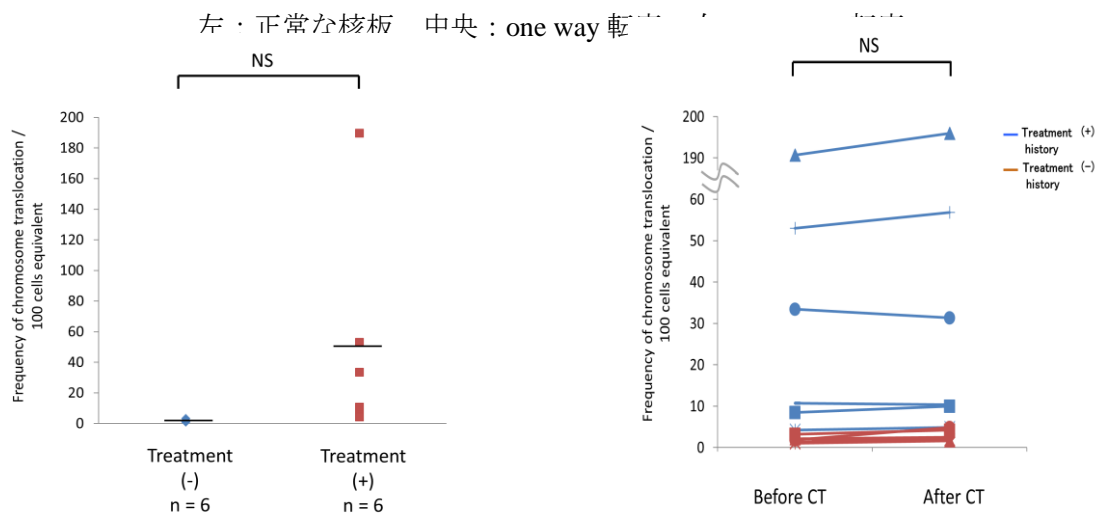 左：正常な核板 中央：one way 転座
NS
Frequency of chromosome translocation /
100 cells equivalent
200
180
160
140
120
100
80
60
40
20
0
Treatment
(-)
n = 6
Treatment
(+)
n = 6
NS
Frequency of chromosome translocation /
100 cells equivalent
200
190
60
50
40
30
20
10
0
Before CT
After CT
Treatment (+)
history
Treatment (−)
history